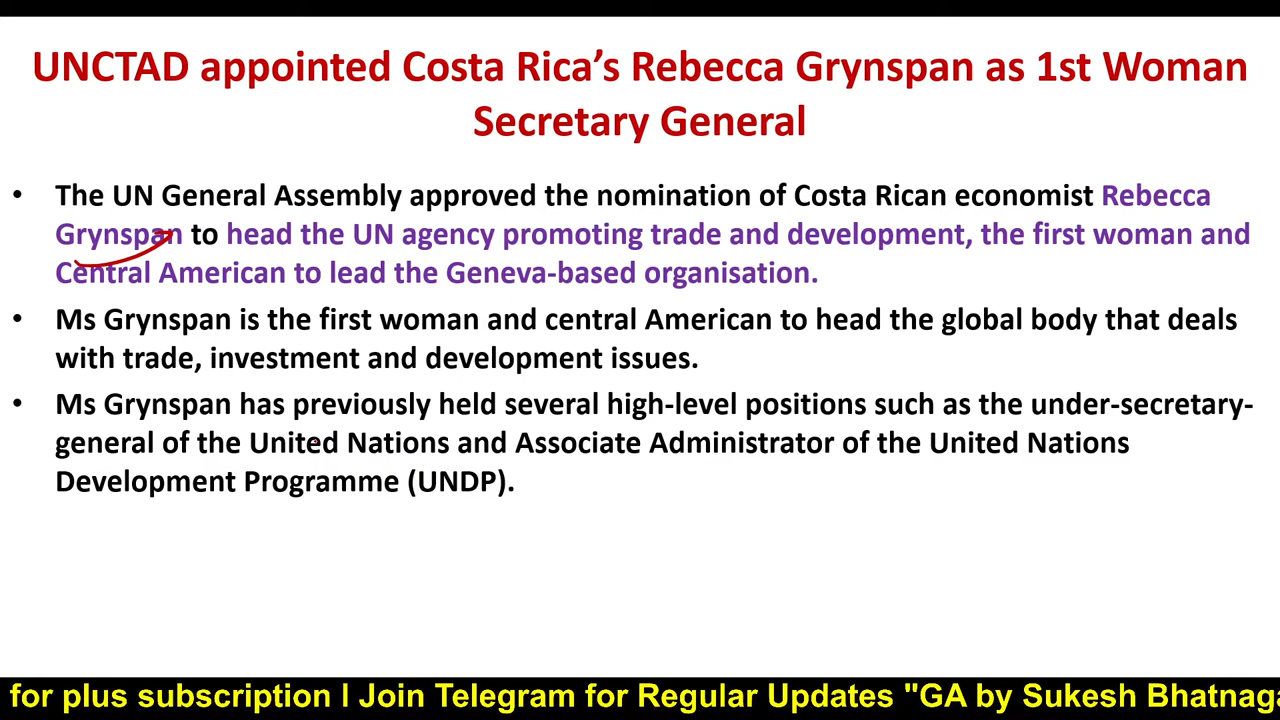 UNCTAD appointed Costa Rica’s Rebecca Grynspan as 1st Woman
Secretary General
• The UN General Assembly approved the nomination of Costa Rican economist Rebecca
Grynspan to head the UN agency promoting trade and development, the first woman and
Central American to lead the Geneva-based organisation.
• Ms Grynspan is the first woman and central American to head the global body that deals
with trade, investment and development issues.
• Ms Grynspan has previously held several high-level positions such as the under-secretary-
general of the United Nations and Associate Administrator of the United Nations
Development Programme (UNDP).
for plus subscription l Join Telegram for Regular Updates "GA by Sukesh Bhatnaga